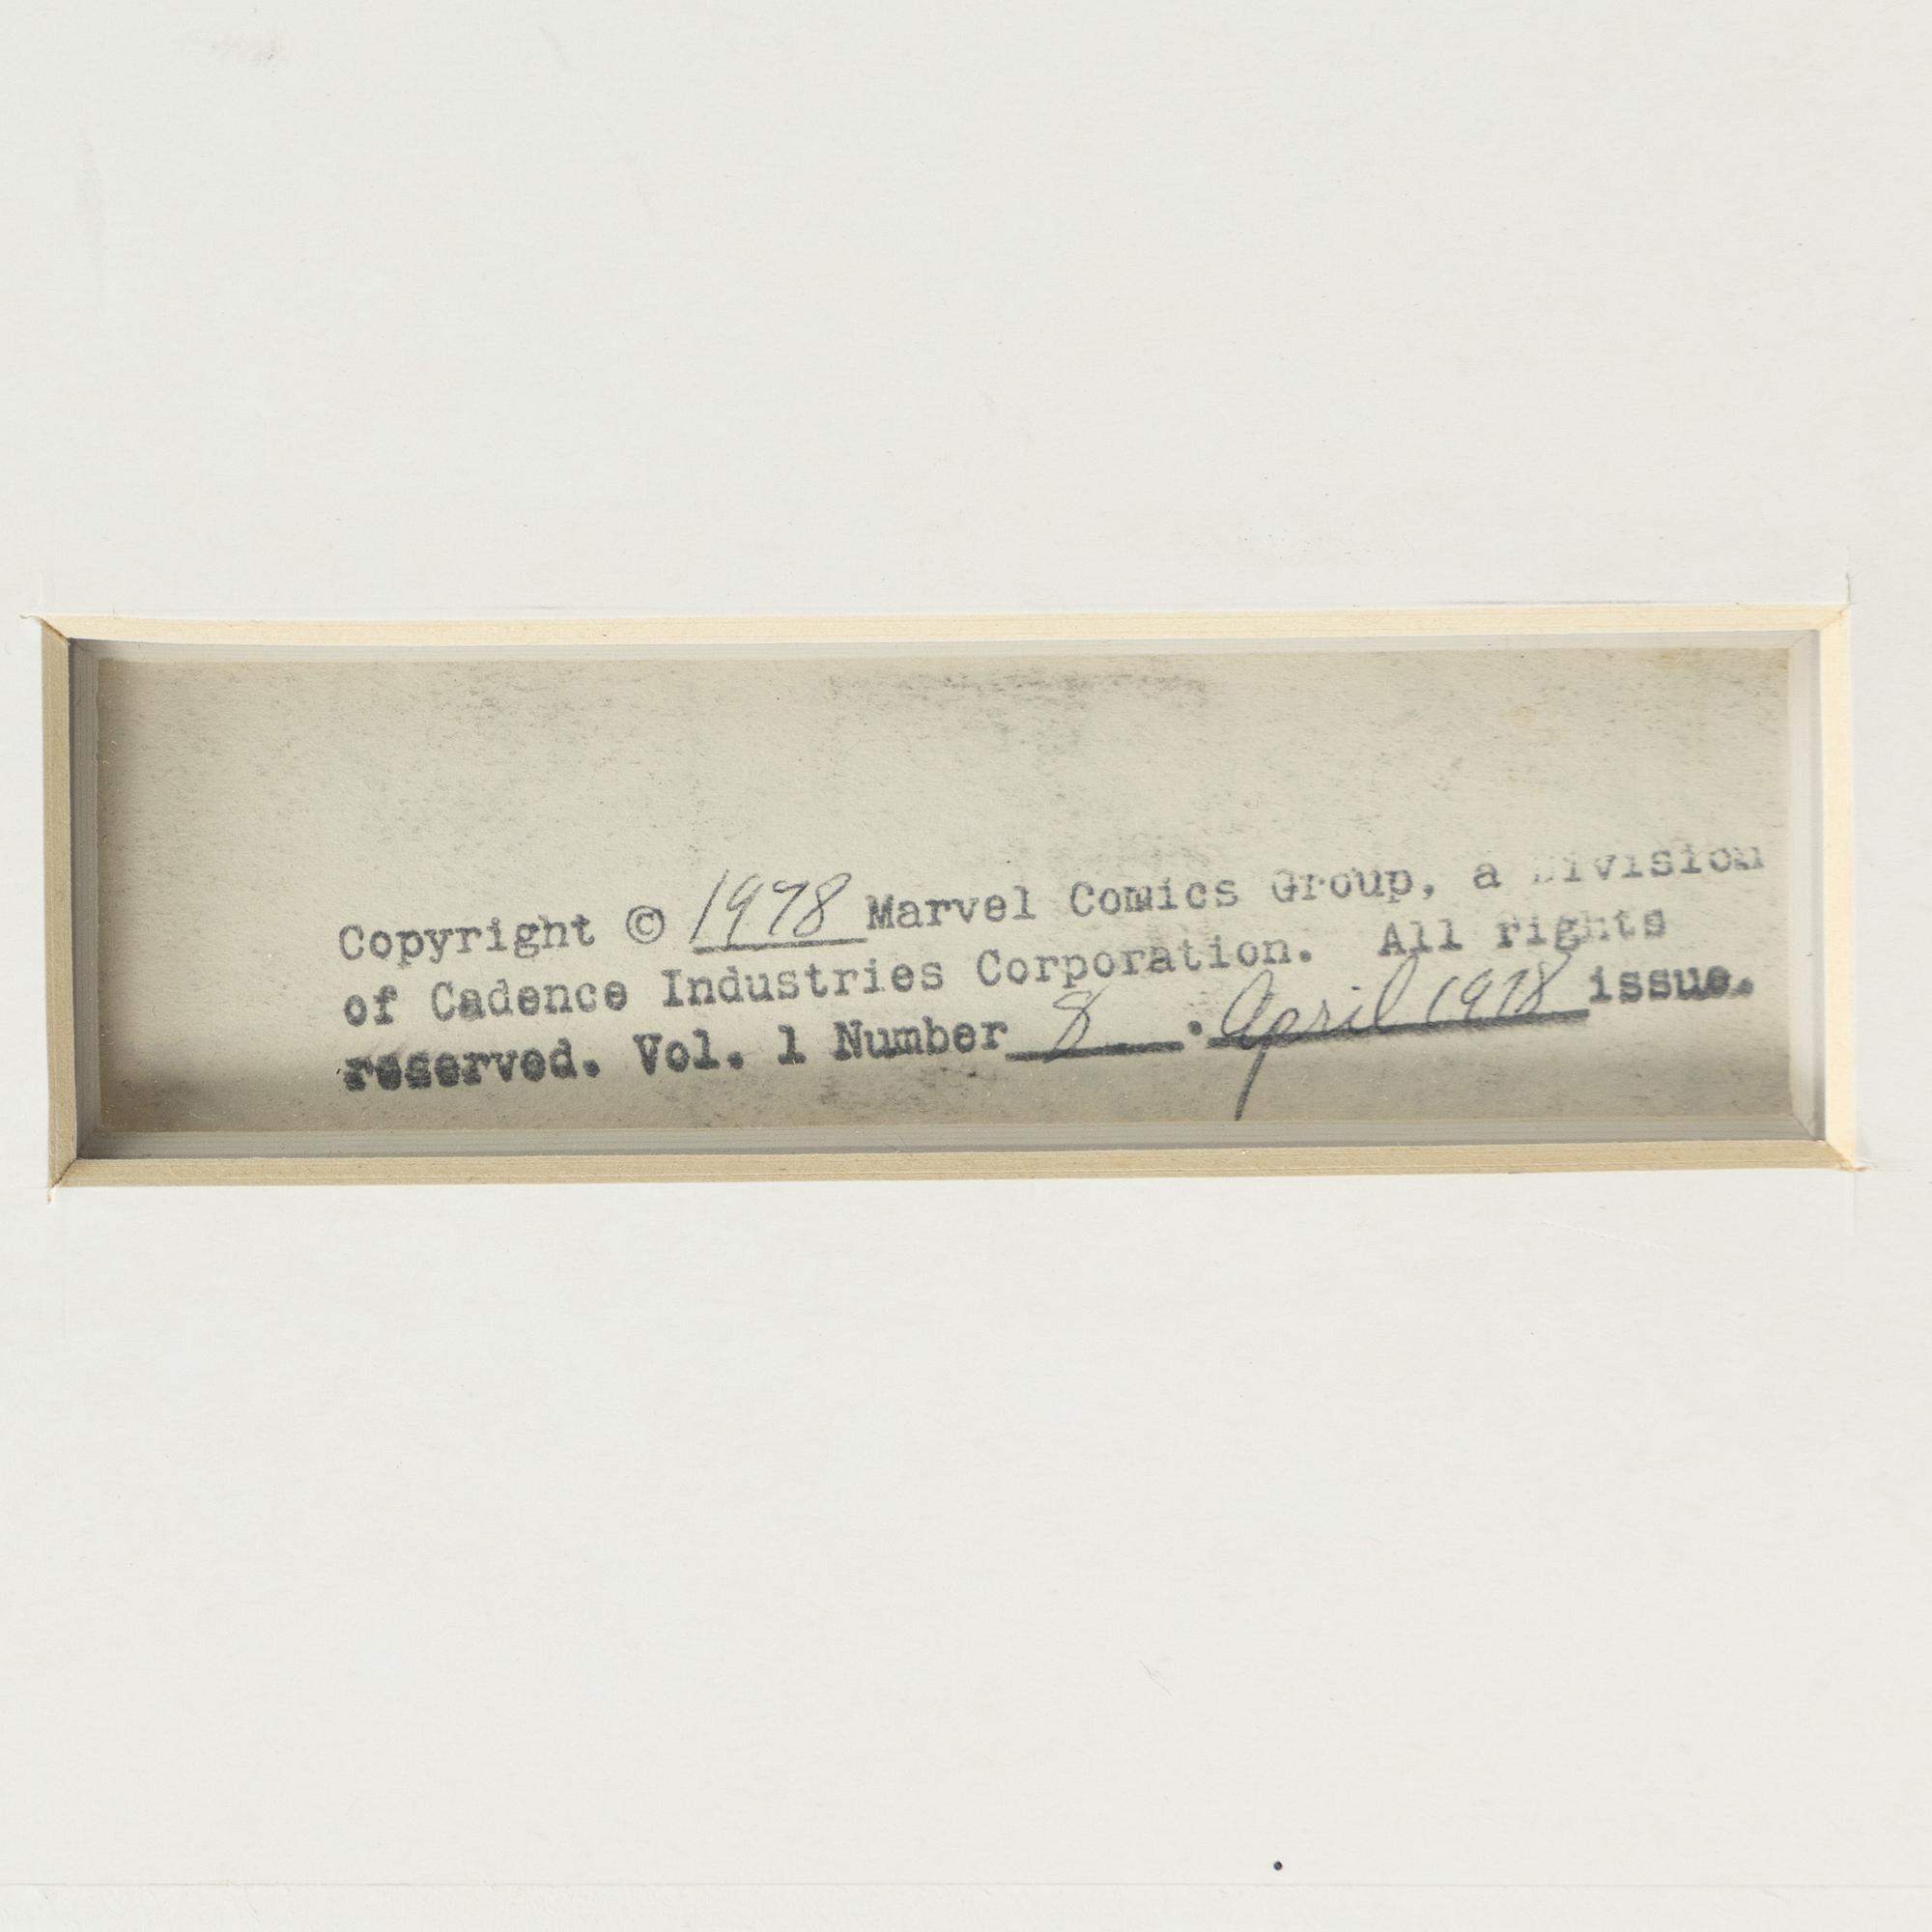 Copyright © 1978 Marvel Comics Group, a Division
of Cadence Industries Corporation. All rights
reserved. Vol. 1 Number 8. April 1978 issue.